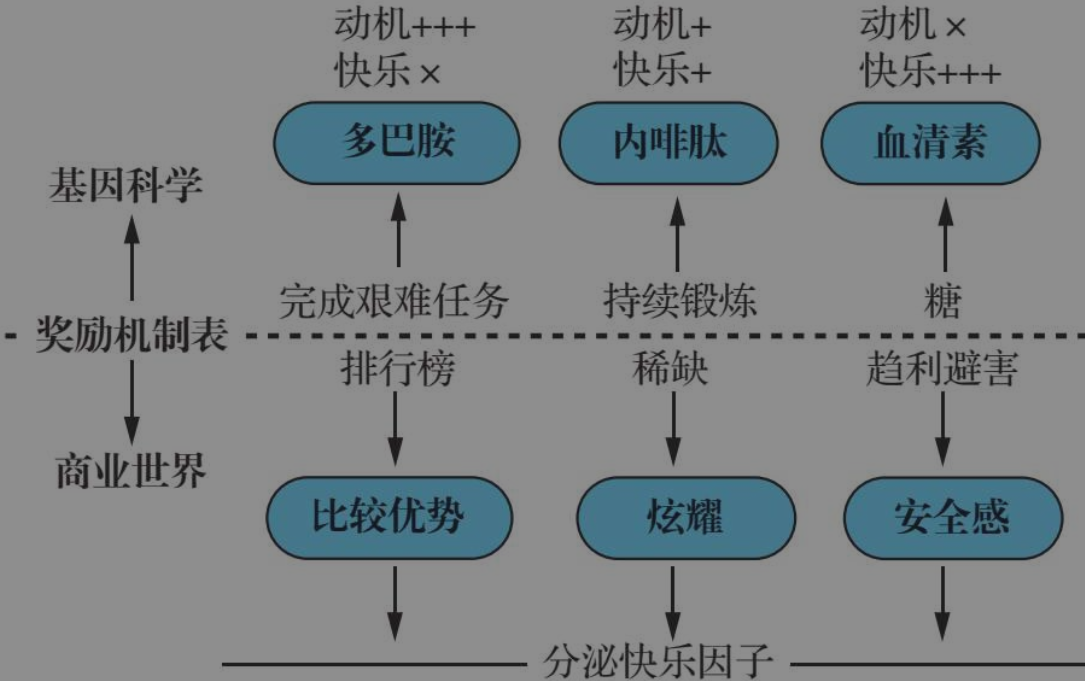 动机+++
快乐×
动机+
快乐+
动机×
快乐+++
多巴胺
内啡肽
血清素
基因科学
完成艰难任务
持续锻炼
糖
奖励机制表
排行榜
稀缺
趋利避害
商业世界
比较优势
炫耀
安全感
分泌快乐因子